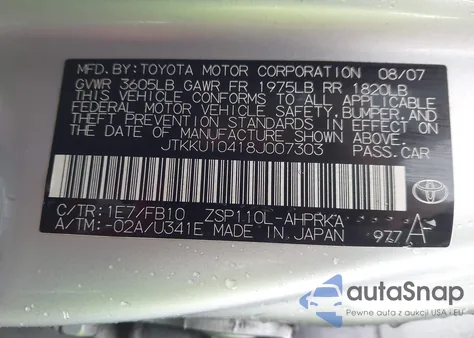 MFD. BY: TOYOTA MOTOR CORPORATION 08/07
GVWR 3605LB GAWR FR 1975LB RR 1820LB
THIS VEHICLE CONFORMS TO ALL APPLICABLE
FEDERAL MOTOR VEHICLE SAFETY, BUMPER, AND
THEFT PREVENTION STANDARDS IN EFFECT ON
THE DATE OF MANUFACTURE SHOWN ABOVE.
JTKKU10418J007303 PASS.CAR
C/TR: 1E7/FB10 ZSP110L-AHPRKA
A/TM: -02A/U341E MADE IN JAPAN 977 A
autoSnap
Pewne auta z aukcji USA i EU